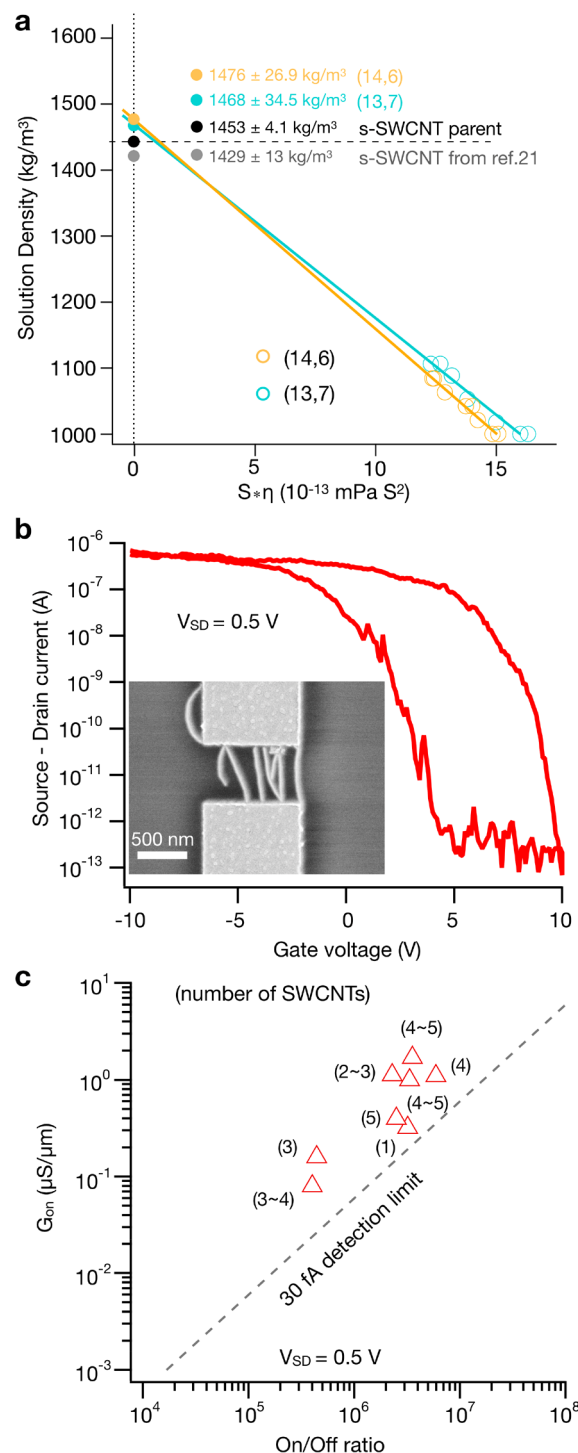 a
1600
1500
1400
1300
1200
1100
1000
Solution Density (kg/m³)
1476 ± 26.9 kg/m³ (14,6)
1468 ± 34.5 kg/m³ (13,7)
1453 ± 4.1 kg/m³ s-SWCNT parent
1429 ± 13 kg/m³ s-SWCNT from ref.21
(14,6)
(13,7)
0 5 10 15
S*η (10⁻¹³ mPa S²)
b
10⁻⁶
10⁻⁷
10⁻⁸
10⁻⁹
10⁻¹⁰
10⁻¹¹
10⁻¹²
10⁻¹³
Source - Drain current (A)
V_SD = 0.5 V
500 nm
-10 -5 0 5 10
Gate voltage (V)
c
10¹
10⁰
10⁻¹
10⁻²
10⁻³
G_on (μS/μm)
(number of SWCNTs)
(4~5)
(2~3) (4)
(5) (4~5)
(3) (1)
(3~4)
30 fA detection limit
V_SD = 0.5 V
10⁴ 10⁵ 10⁶ 10⁷ 10⁸
On/Off ratio